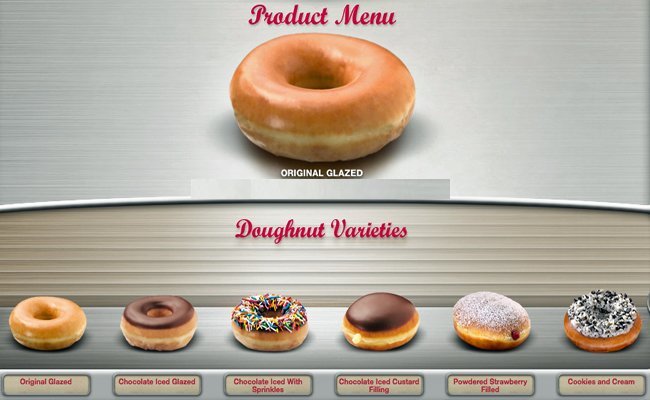 Product Menu
ORIGINAL GLAZED
Doughnut Varieties
Original Glazed
Chocolate Iced Glazed
Chocolate Iced With
Sprinkles
Chocolate Iced Custard
Filling
Powdered Strawberry
Filled
Cookies and Cream